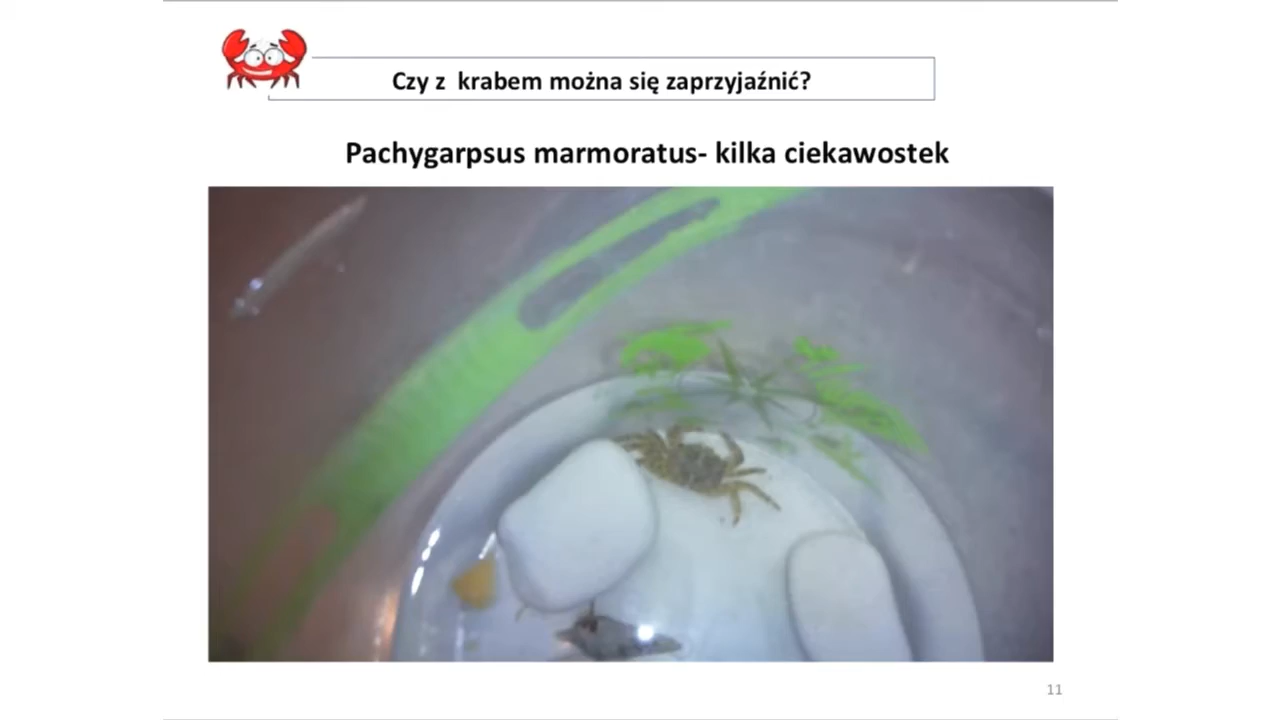 Czy z  krabem można się zaprzyjaźnić?
Pachygarpsus marmoratus- kilka ciekawostek
11